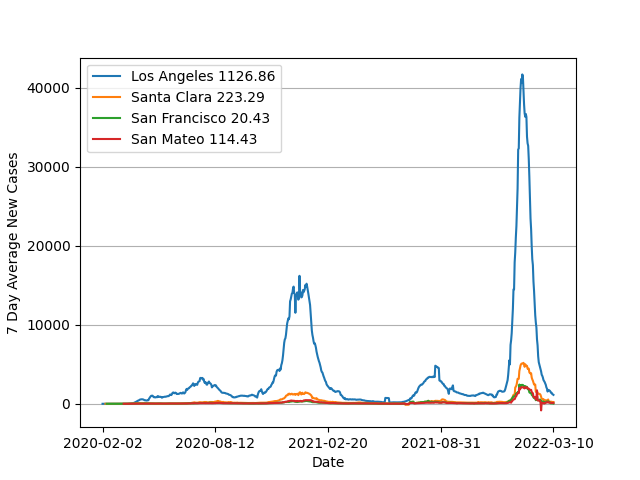 Los Angeles 1126.86
Santa Clara 223.29
San Francisco 20.43
San Mateo 114.43
7 Day Average New Cases
40000
30000
20000
10000
0
2020-02-02 2020-08-12 2021-02-20 2021-08-31 2022-03-10
Date